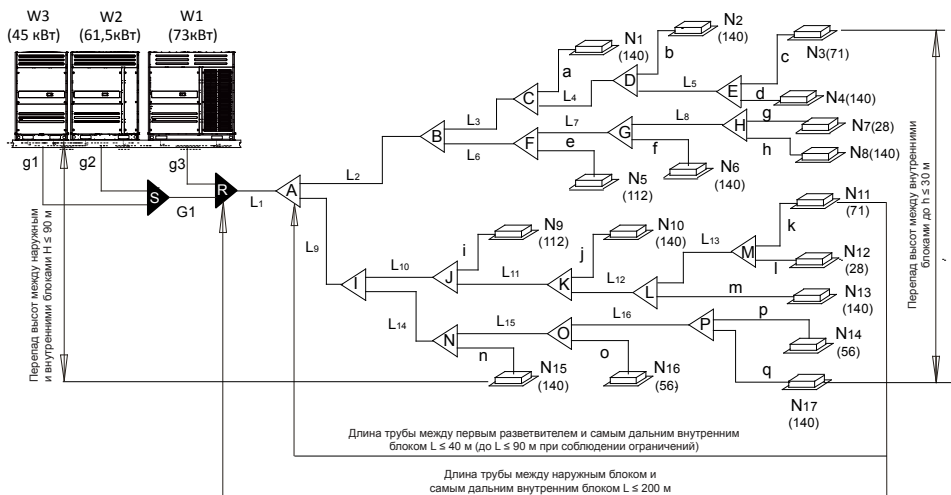 W3
(45 кВт)
W2
(61,5кВт)
W1
(73кВт)
g1
g2
g3
S
G1
R
L1
A
L2
B
L3
C
a
N1
(140)
L4
D
b
N2
(140)
L5
E
c
N3(71)
d
N4(140)
L6
F
e
N5
(112)
L7
G
f
N6
(140)
L8
H
g
N7(28)
h
N8(140)
L9
I
L10
J
i
N9
(112)
L11
K
j
N10
(140)
L12
L
L13
M
k
N11
(71)
l
N12
(28)
m
N13
(140)
L14
N
n
N15
(140)
L15
O
o
N16
(56)
L16
P
p
N14
(56)
q
N17
(140)
Перепад высот между наружным
и внутренними блоками H ≤ 90 м
Перепад высот между внутренними
блоками до h ≤ 30 м
Длина трубы между первым разветвителем и самым дальним внутренним
блоком L ≤ 40 м (до L ≤ 90 м при соблюдении ограничений)
Длина трубы между наружным блоком и
самым дальним внутренним блоком L ≤ 200 м